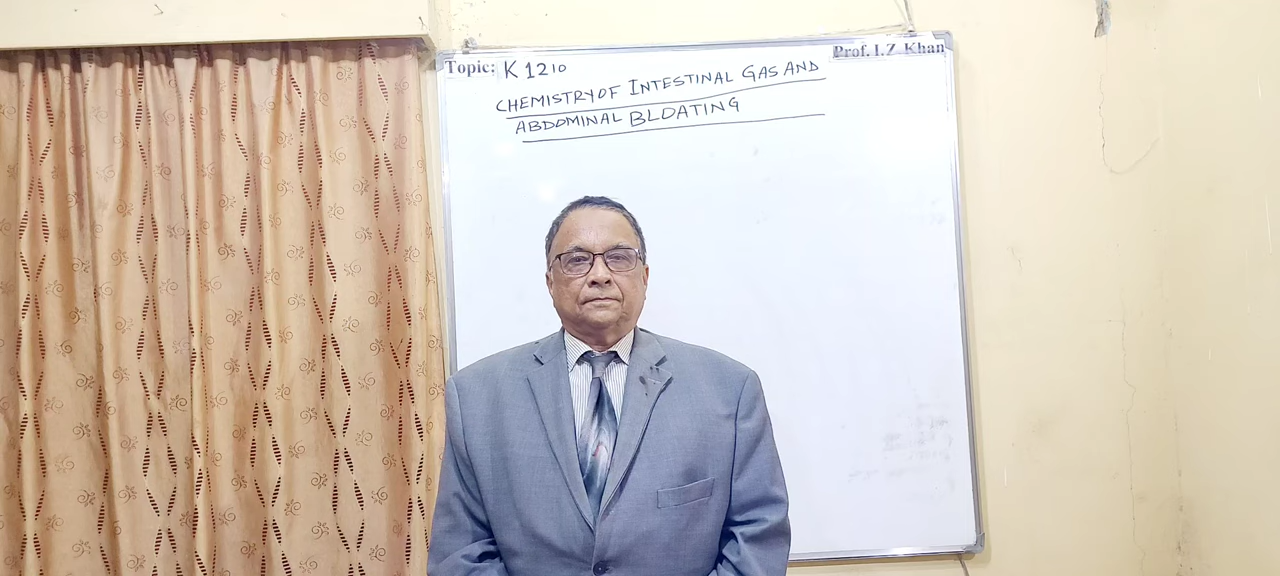 Topic: K 1210
Prof. I.Z. Khan
CHEMISTRY OF INTESTINAL GAS AND
ABDOMINAL BLOATING